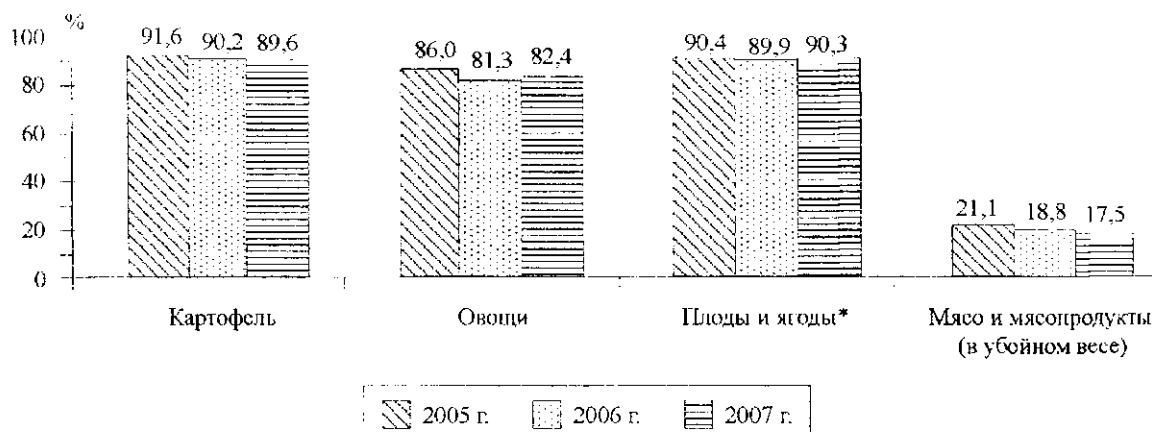 %
100
80
60
40
20
0
91,6 90,2 89,6
86,0 81,3 82,4
90,4 89,9 90,3
21,1 18,8 17,5
Картофель
Овощи
Плоды и ягоды*
Мясо и мясопродукты
(в убойном весе)
2005 г. 2006 г. 2007 г.